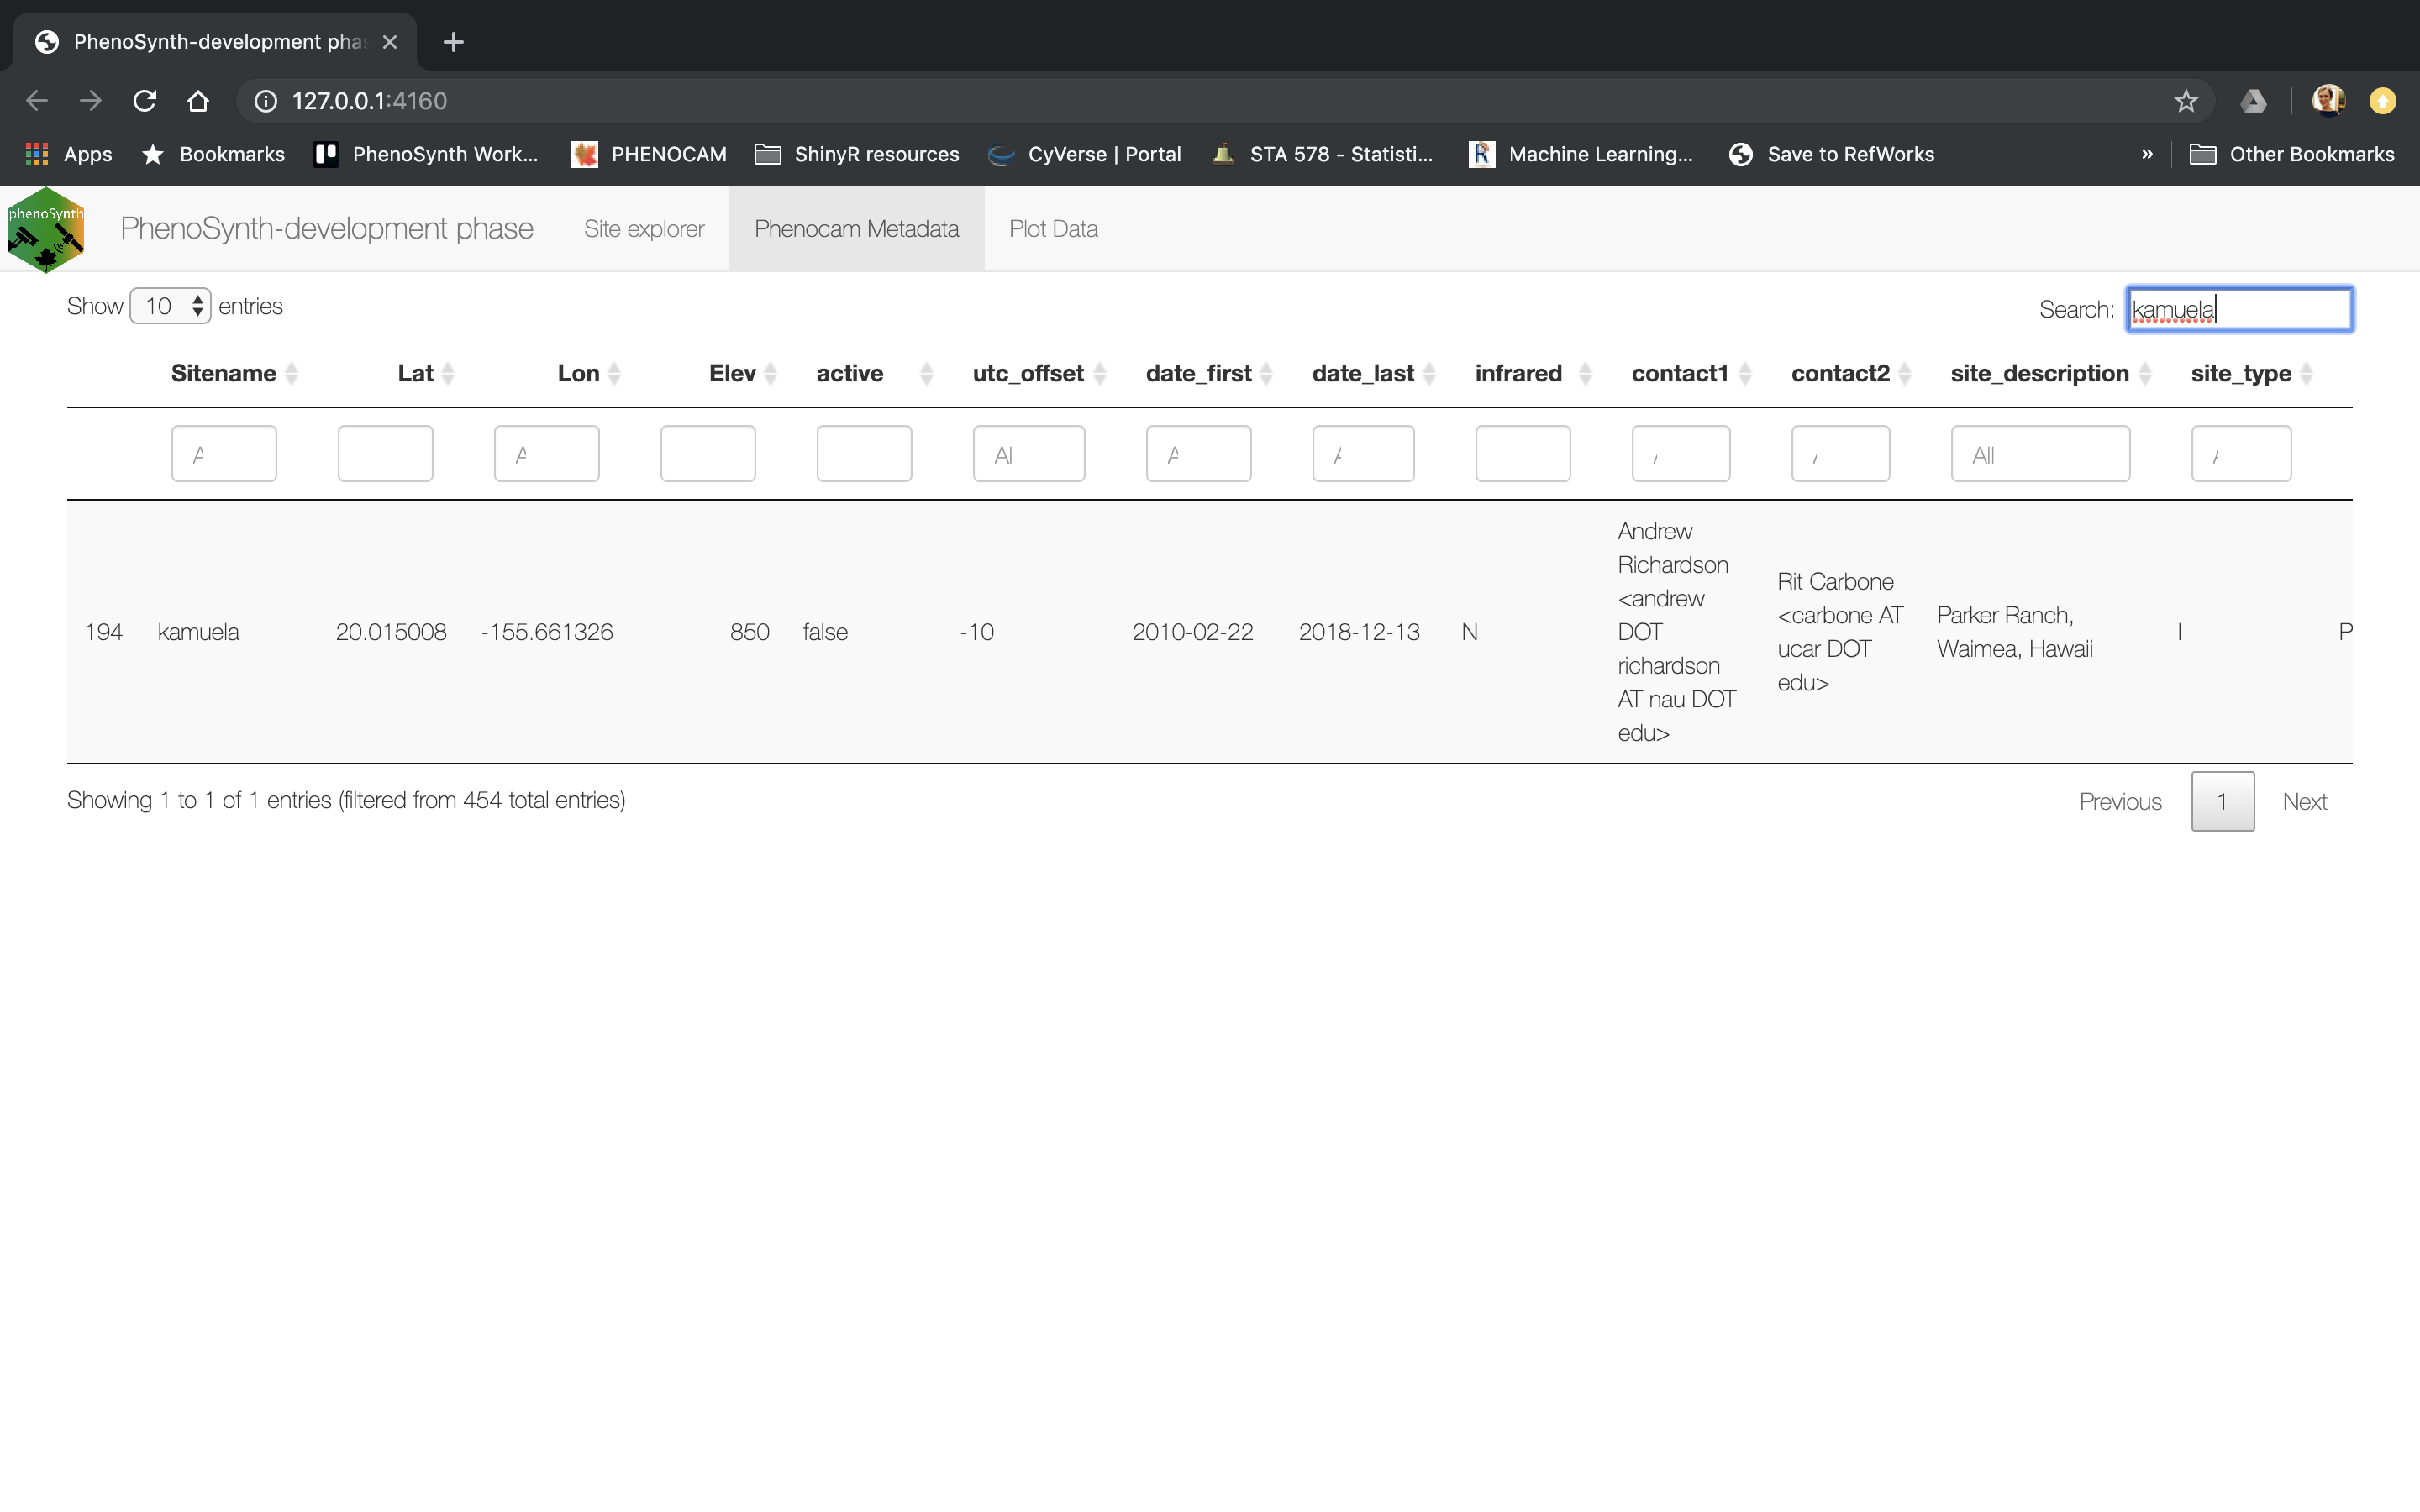 PhenoSynth-development pha
127.0.0.1:4160
Apps Bookmarks PhenoSynth Work... PHENOCAM ShinyR resources CyVerse | Portal STA 578 - Statisti... Machine Learning... Save to RefWorks » Other Bookmarks
phenoSynth
PhenoSynth-development phase Site explorer Phenocam Metadata Plot Data
Show 10 entries Search: kamuela
Sitename Lat Lon Elev active utc_offset date_first date_last infrared contact1 contact2 site_description site_type
A A Al A A A A All A
194 kamuela 20.015008 -155.661326 850 false -10 2010-02-22 2018-12-13 N
Andrew
Richardson
<andrew
DOT
richardson
AT nau DOT
edu>
Rit Carbone
<carbone AT
ucar DOT
edu>
Parker Ranch,
Waimea, Hawaii
I P
Showing 1 to 1 of 1 entries (filtered from 454 total entries) Previous 1 Next